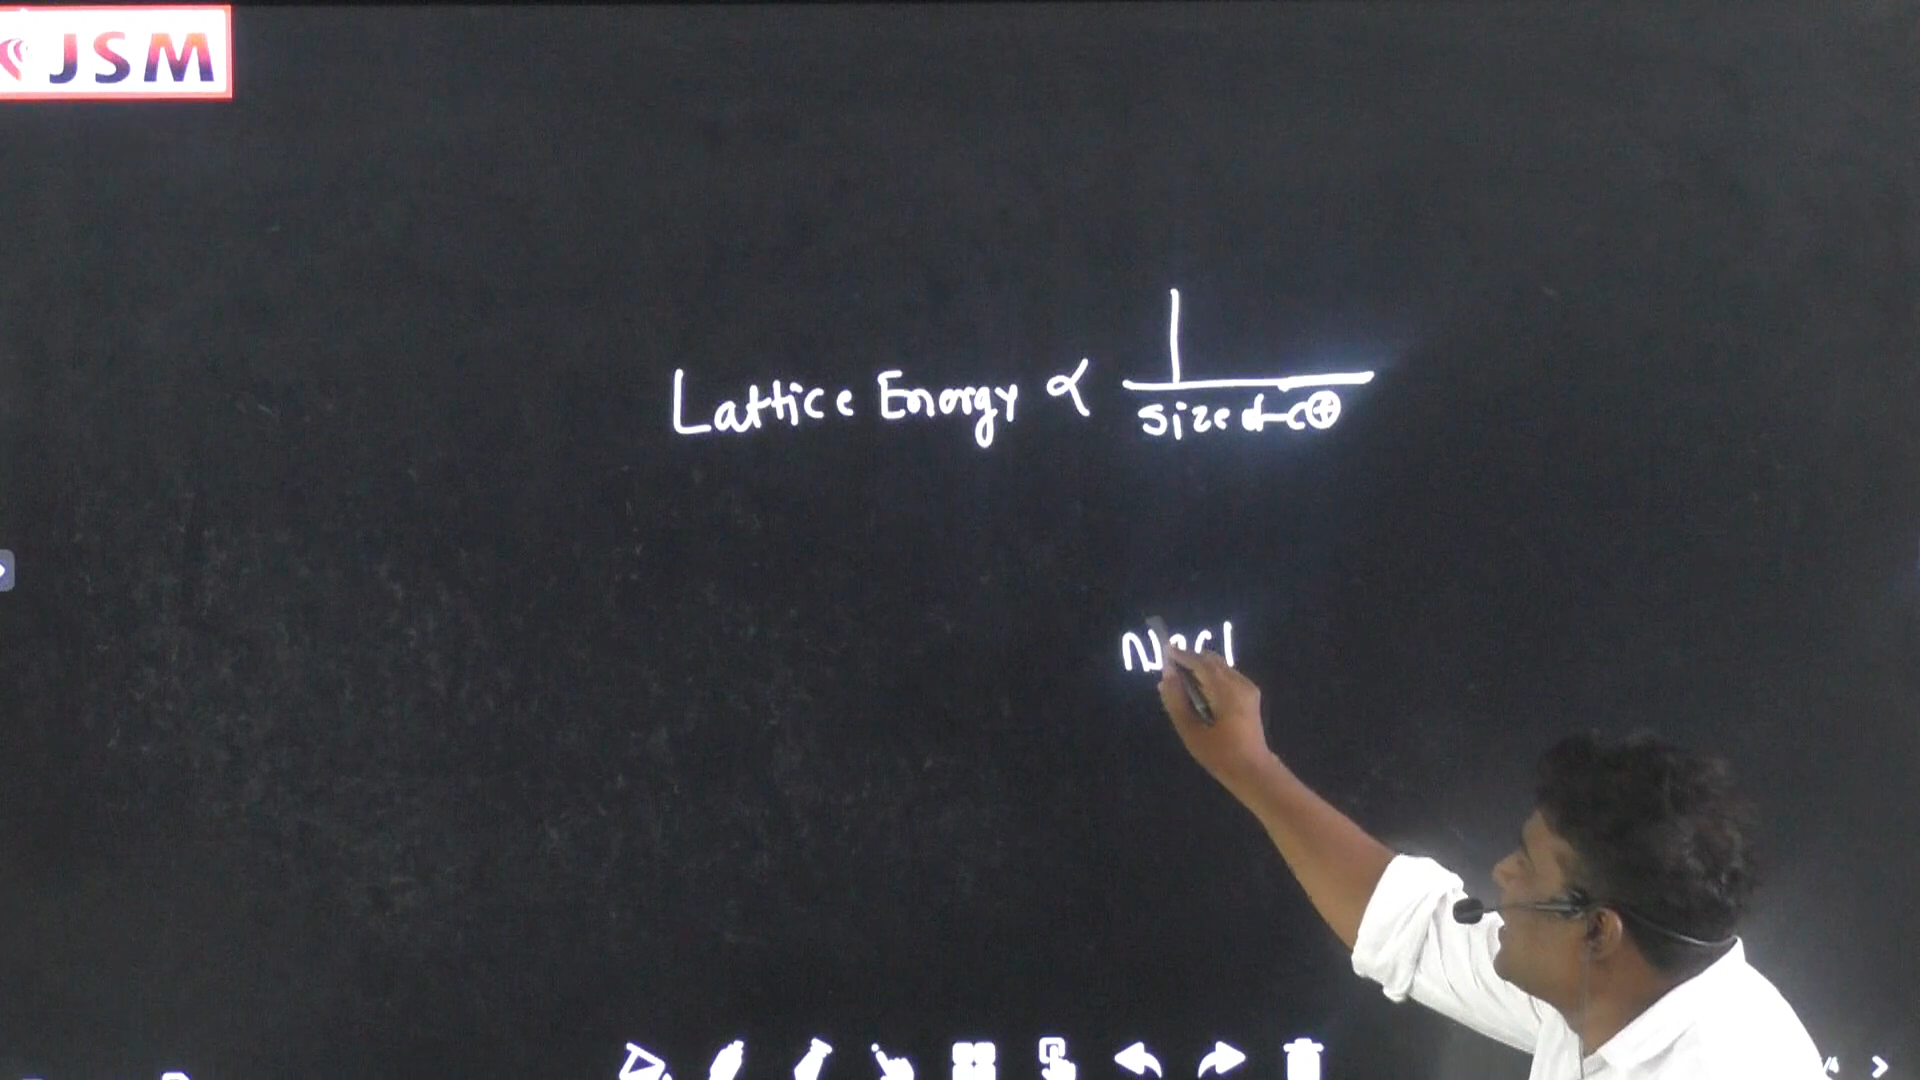 JSM
Lattice Energy ∝ 1
size of C⊕
NaCl